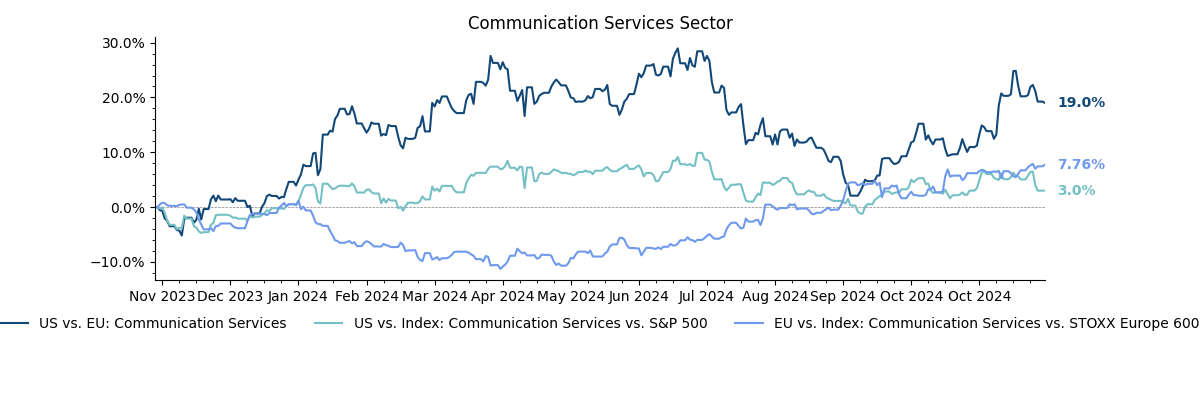 Communication Services Sector
30.0%
20.0%
10.0%
0.0%
−10.0%
19.0%
7.76%
3.0%
Nov 2023 Dec 2023 Jan 2024 Feb 2024 Mar 2024 Apr 2024 May 2024 Jun 2024 Jul 2024 Aug 2024 Sep 2024 Oct 2024 Oct 2024
US vs. EU: Communication Services US vs. Index: Communication Services vs. S&P 500 EU vs. Index: Communication Services vs. STOXX Europe 600